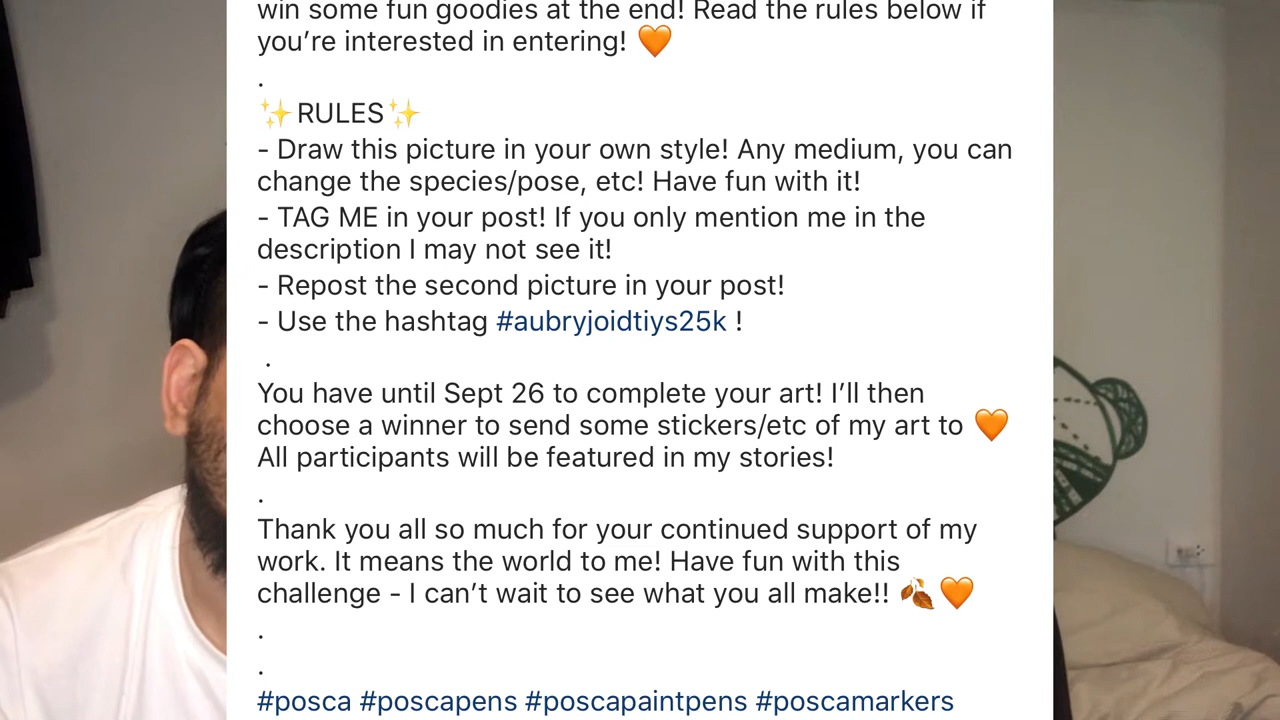 win some fun goodies at the end! Read the rules below if
you’re interested in entering! 🧡
.
✨RULES✨
- Draw this picture in your own style! Any medium, you can
change the species/pose, etc! Have fun with it!
- TAG ME in your post! If you only mention me in the
description I may not see it!
- Repost the second picture in your post!
- Use the hashtag #aubryjoidtiys25k !
.
You have until Sept 26 to complete your art! I’ll then
choose a winner to send some stickers/etc of my art to 🧡
All participants will be featured in my stories!
.
Thank you all so much for your continued support of my
work. It means the world to me! Have fun with this
challenge - I can’t wait to see what you all make!! 🍂🧡
.
.
#posca #poscapens #poscapaintpens #poscamarkers